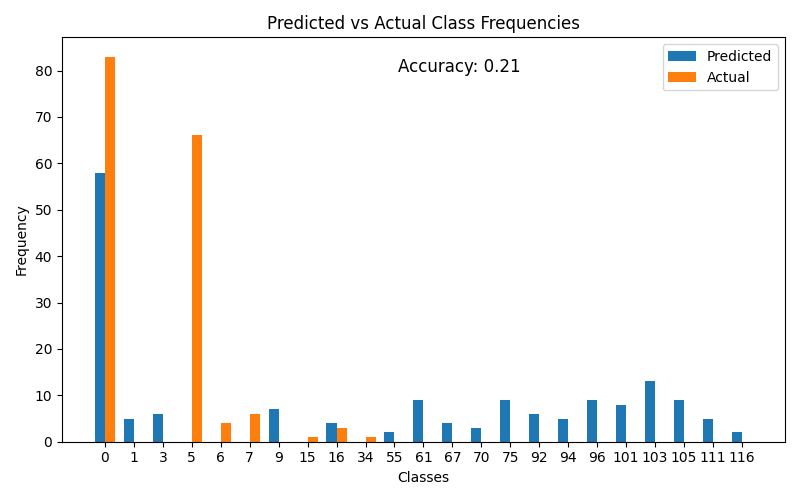 Predicted vs Actual Class Frequencies
Accuracy: 0.21
Predicted
Actual
Frequency
80
70
60
50
40
30
20
10
0
0 1 3 5 6 7 9 15 16 34 55 61 67 70 75 92 94 96 101 103 105 111 116
Classes